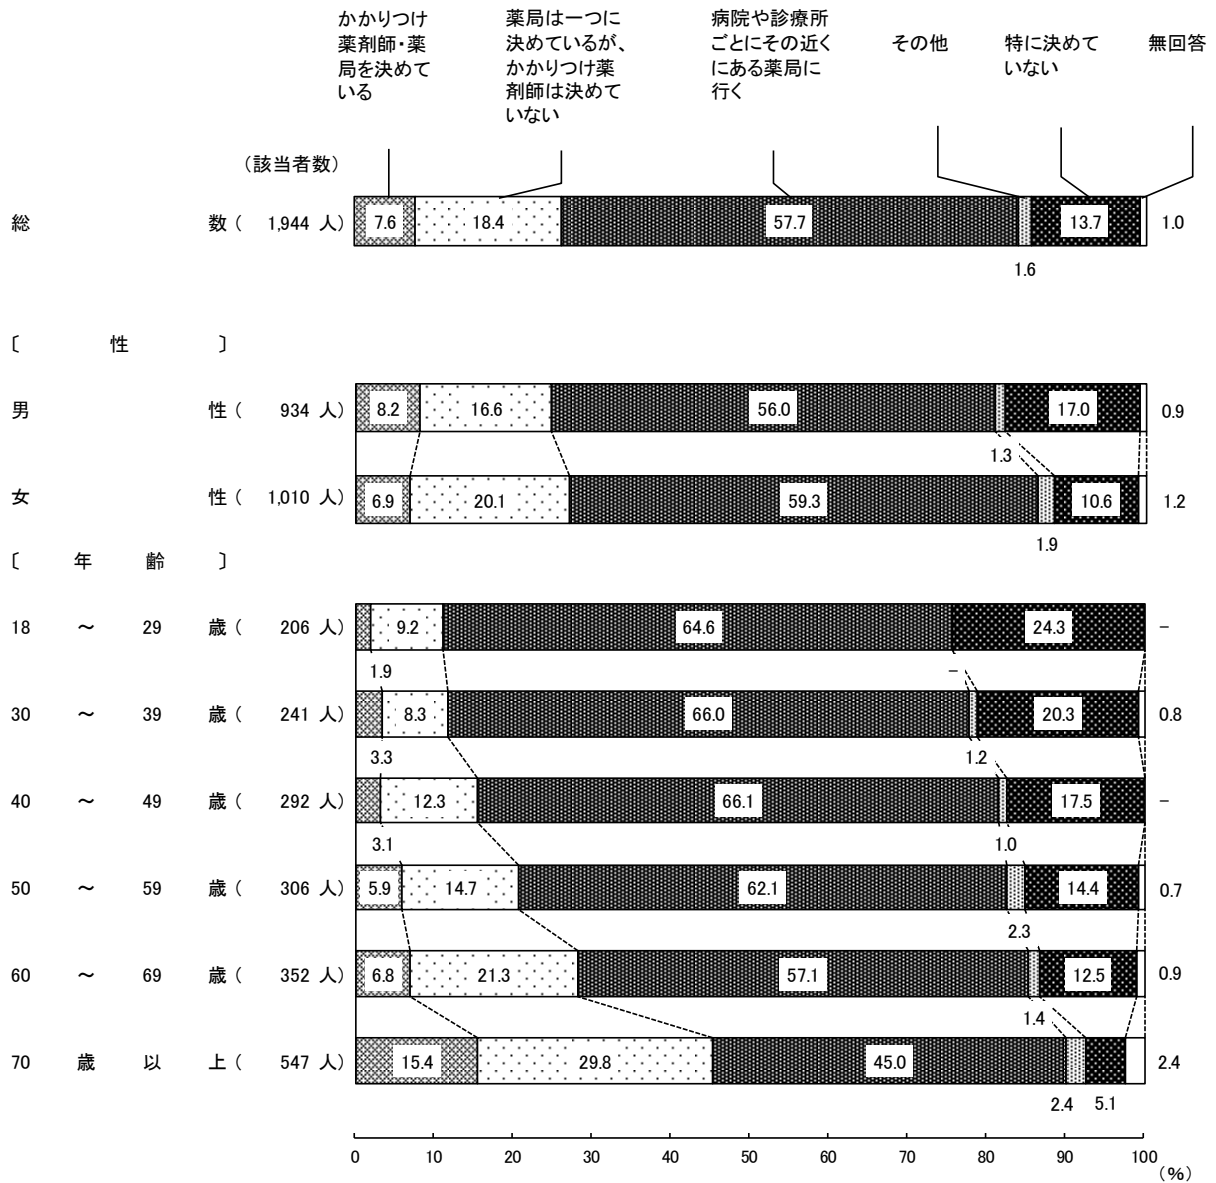 かかりつけ
薬剤師・薬
局を決めて
いる
薬局は一つに
決めているが、
かかりつけ薬
剤師は決めて
いない
病院や診療所
ごとにその近く
にある薬局に
行く
その他
特に決めて
いない
無回答
（該当者数）
総 数 ( 1,944 人 ) 7.6 18.4 57.7 13.7 1.0
1.6
〔 性 〕
男 性 ( 934 人 ) 8.2 16.6 56.0 17.0 0.9
1.3
女 性 ( 1,010 人 ) 6.9 20.1 59.3 10.6 1.2
1.9
〔 年 齢 〕
18 ～ 29 歳 ( 206 人 ) 9.2 64.6 24.3 －
1.9 －
30 ～ 39 歳 ( 241 人 ) 8.3 66.0 20.3 0.8
3.3 1.2
40 ～ 49 歳 ( 292 人 ) 12.3 66.1 17.5 －
3.1 1.0
50 ～ 59 歳 ( 306 人 ) 5.9 14.7 62.1 14.4 0.7
2.3
60 ～ 69 歳 ( 352 人 ) 6.8 21.3 57.1 12.5 0.9
1.4
70 歳 以 上 ( 547 人 ) 15.4 29.8 45.0 2.4
2.4 5.1
0 10 20 30 40 50 60 70 80 90 100
（％）